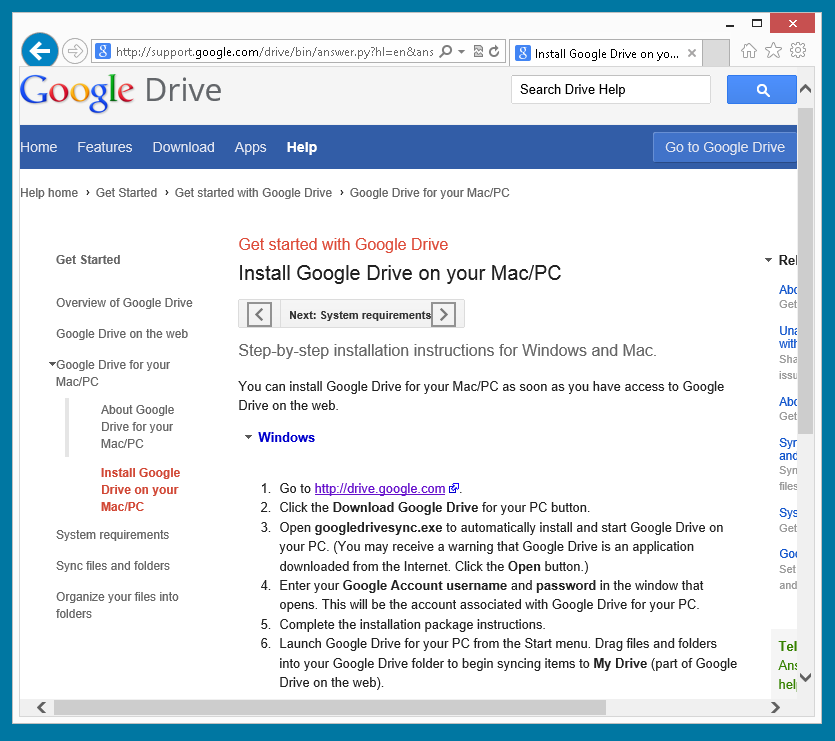 http://support.google.com/drive/bin/answer.py?hl=en&ans
Install Google Drive on yo...
Google Drive
Search Drive Help
Home Features Download Apps Help
Go to Google Drive
Help home › Get Started › Get started with Google Drive › Google Drive for your Mac/PC
Get Started
Overview of Google Drive
Google Drive on the web
Google Drive for your
Mac/PC
About Google
Drive for your
Mac/PC
Install Google
Drive on your
Mac/PC
System requirements
Sync files and folders
Organize your files into
folders
Get started with Google Drive
Install Google Drive on your Mac/PC
Next: System requirements
Step-by-step installation instructions for Windows and Mac.
You can install Google Drive for your Mac/PC as soon as you have access to Google
Drive on the web.
Windows
1. Go to http://drive.google.com.
2. Click the Download Google Drive for your PC button.
3. Open googledrivesync.exe to automatically install and start Google Drive on
your PC. (You may receive a warning that Google Drive is an application
downloaded from the Internet. Click the Open button.)
4. Enter your Google Account username and password in the window that
opens. This will be the account associated with Google Drive for your PC.
5. Complete the installation package instructions.
6. Launch Google Drive for your PC from the Start menu. Drag files and folders
into your Google Drive folder to begin syncing items to My Drive (part of Google
Drive on the web).
Rel
Abo
Get
Una
with
Sha
issu
Abo
Get
Syn
and
Syn
files
Sys
Get
Goo
Set
and
Tel
Ans
help